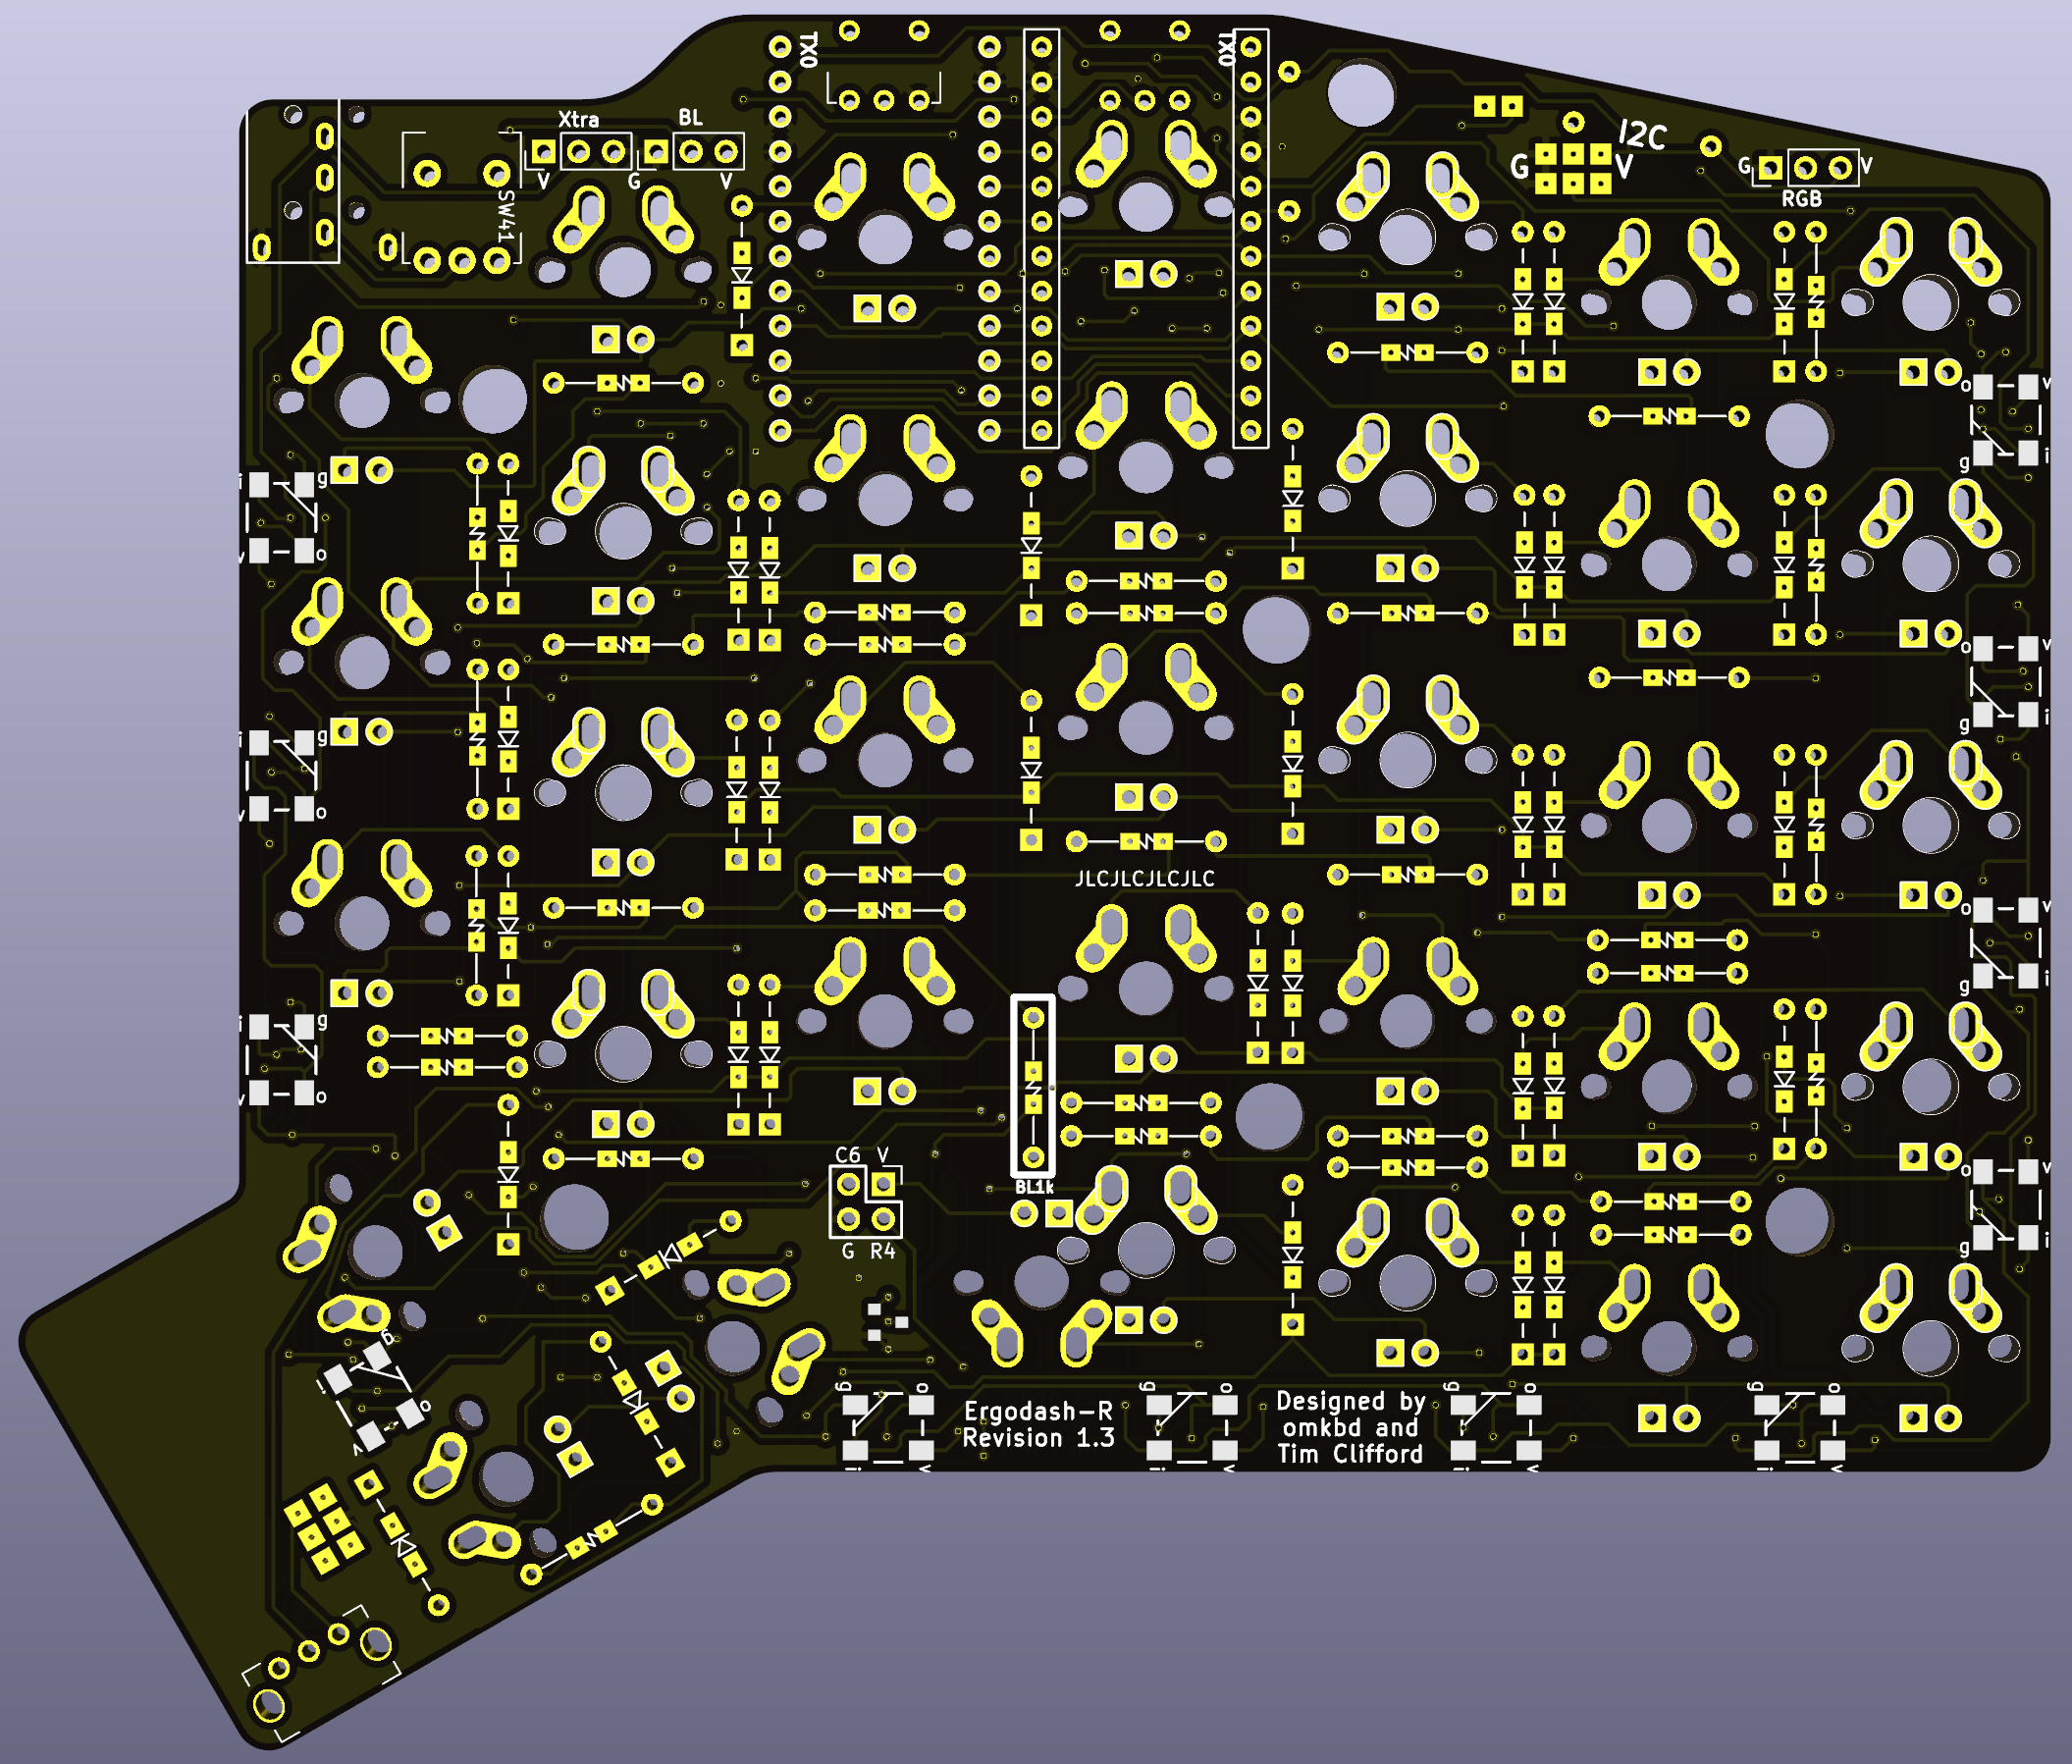 TX0
TX0
Xtra
BL
I2C
G
V
G
V
V
G
V
SW41
RGB
o
v
i
g
g
i
v
o
o
v
g
i
i
g
v
o
JLCJLCJLCJLC
o
v
g
i
i
g
v
o
C6
V
BL1k
G
R4
o
v
g
i
g
i
o
v
g
o
g
o
g
o
g
o
Ergodash-R
Revision 1.3
Designed by
omkbd and
Tim Clifford
i
v
i
v
i
v
i
v